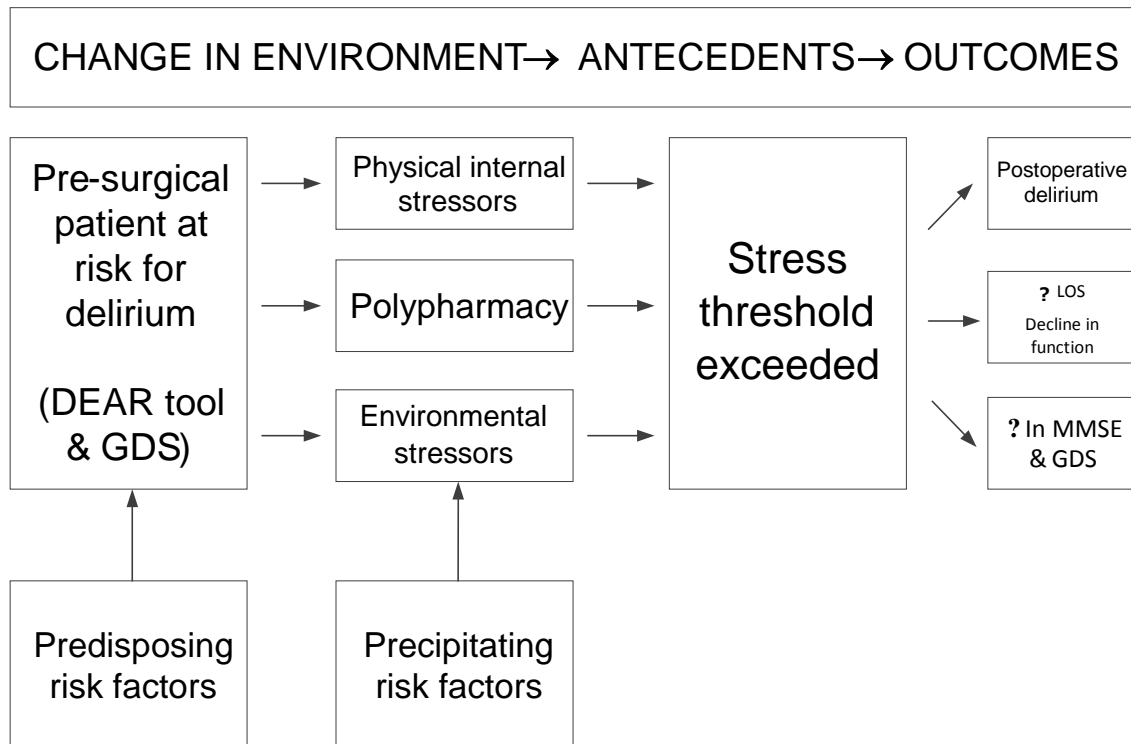 CHANGE IN ENVIRONMENT→ ANTECEDENTS→ OUTCOMES
Pre-surgical
patient at
risk for
delirium
(DEAR tool
& GDS)
Physical internal
stressors
Polypharmacy
Environmental
stressors
Stress
threshold
exceeded
Postoperative
delirium
? LOS
Decline in
function
? In MMSE
& GDS
Predisposing
risk factors
Precipitating
risk factors